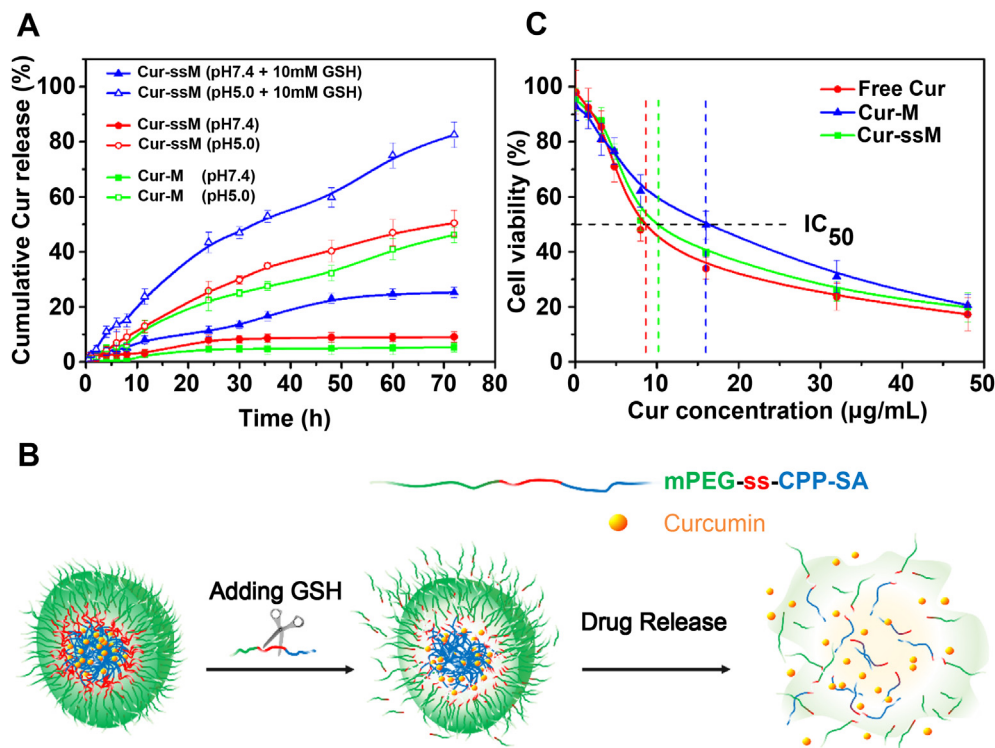 A
Cumulative Cur release (%)
100
80
60
40
20
0
Cur-ssM (pH7.4 + 10mM GSH)
Cur-ssM (pH5.0 + 10mM GSH)
Cur-ssM (pH7.4)
Cur-ssM (pH5.0)
Cur-M (pH7.4)
Cur-M (pH5.0)
0 10 20 30 40 50 60 70 80
Time (h)
C
Cell viability (%)
100
80
60
40
20
0
Free Cur
Cur-M
Cur-ssM
IC50
0 10 20 30 40 50
Cur concentration (μg/mL)
B
mPEG-ss-CPP-SA
Curcumin
Adding GSH
Drug Release